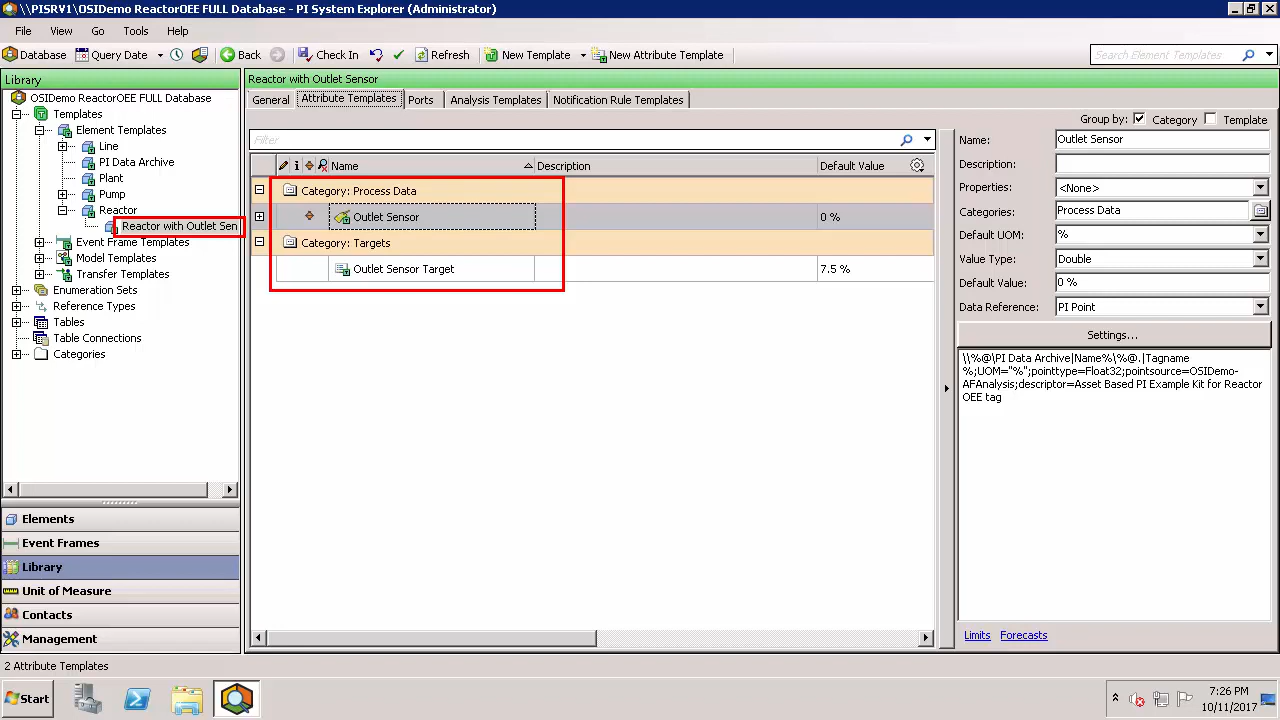 \\PISRV1\OSIDemo ReactorOEE FULL Database - PI System Explorer (Administrator)
File View Go Tools Help
Database Query Date Back Check In Refresh New Template New Attribute Template Search Element Templates
Library
OSIDemo ReactorOEE FULL Database
Templates
Element Templates
Line
PI Data Archive
Plant
Pump
Reactor
Reactor with Outlet Sen
Event Frame Templates
Model Templates
Transfer Templates
Enumeration Sets
Reference Types
Tables
Table Connections
Categories
Elements
Event Frames
Library
Unit of Measure
Contacts
Management
Reactor with Outlet Sensor
General Attribute Templates Ports Analysis Templates Notification Rule Templates
Group by: Category Template
Filter
Name Description Default Value
Category: Process Data
Outlet Sensor 0 %
Category: Targets
Outlet Sensor Target 7.5 %
Name: Outlet Sensor
Description:
Properties: <None>
Categories: Process Data
Default UOM: %
Value Type: Double
Default Value: 0 %
Data Reference: PI Point
Settings...
\\%@\PI Data Archive|Name%\%@.|Tagname
%;UOM="%";pointtype=Float32;pointsource=OSIDemo-
AFAnalysis;descriptor=Asset Based PI Example Kit for Reactor
OEE tag
Limits Forecasts
2 Attribute Templates
Start
7:26 PM
10/11/2017